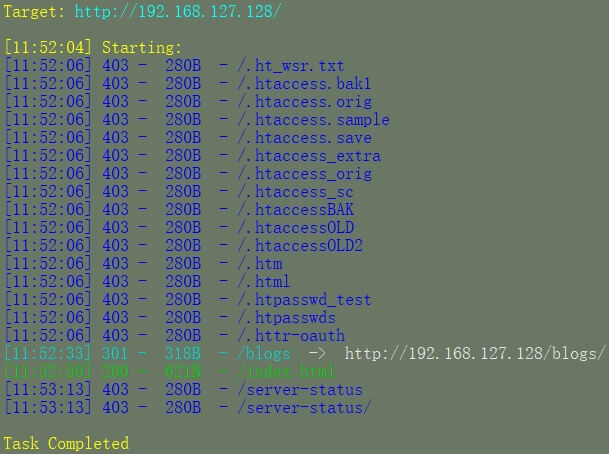 Target: http://192.168.127.128/
[11:52:04] Starting:
[11:52:06] 403 - 280B - /.ht_wsr.txt
[11:52:06] 403 - 280B - /.htaccess.bak1
[11:52:06] 403 - 280B - /.htaccess.orig
[11:52:06] 403 - 280B - /.htaccess.sample
[11:52:06] 403 - 280B - /.htaccess.save
[11:52:06] 403 - 280B - /.htaccess_extra
[11:52:06] 403 - 280B - /.htaccess_orig
[11:52:06] 403 - 280B - /.htaccess_sc
[11:52:06] 403 - 280B - /.htaccessBAK
[11:52:06] 403 - 280B - /.htaccessOLD
[11:52:06] 403 - 280B - /.htaccessOLD2
[11:52:06] 403 - 280B - /.htm
[11:52:06] 403 - 280B - /.html
[11:52:06] 403 - 280B - /.htpasswd_test
[11:52:06] 403 - 280B - /.htpasswds
[11:52:06] 403 - 280B - /.httr-oauth
[11:52:33] 301 - 318B - /blogs -> http://192.168.127.128/blogs/
[11:52:50] 200 - 621B - /index.html
[11:53:13] 403 - 280B - /server-status
[11:53:13] 403 - 280B - /server-status/
Task Completed